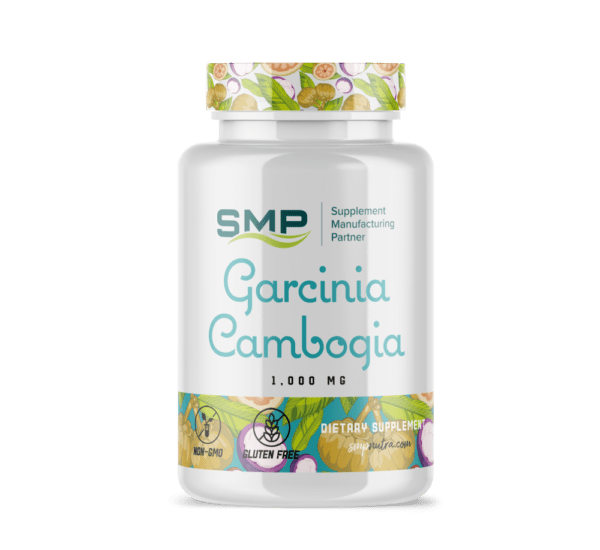 SMP
Supplement
Manufacturing
Partner
Garcinia
Cambogia
1,000 MG
NON-GMO
GLUTEN FREE
DIETARY SUPPLEMENT
smpnutra.com